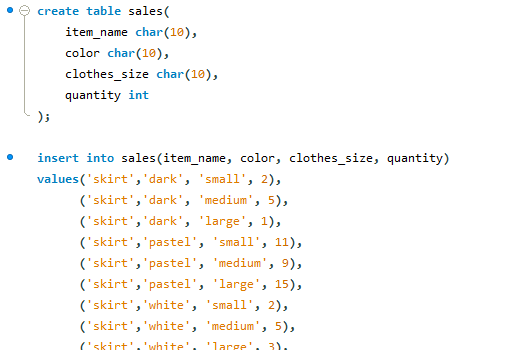 create table sales(
item_name char(10),
color char(10),
clothes_size char(10),
quantity int
);
insert into sales(item_name, color, clothes_size, quantity)
values('skirt','dark', 'small', 2),
('skirt','dark', 'medium', 5),
('skirt','dark', 'large', 1),
('skirt','pastel', 'small', 11),
('skirt','pastel', 'medium', 9),
('skirt','pastel', 'large', 15),
('skirt','white', 'small', 2),
('skirt','white', 'medium', 5),
('skirt','white', 'large', 3),